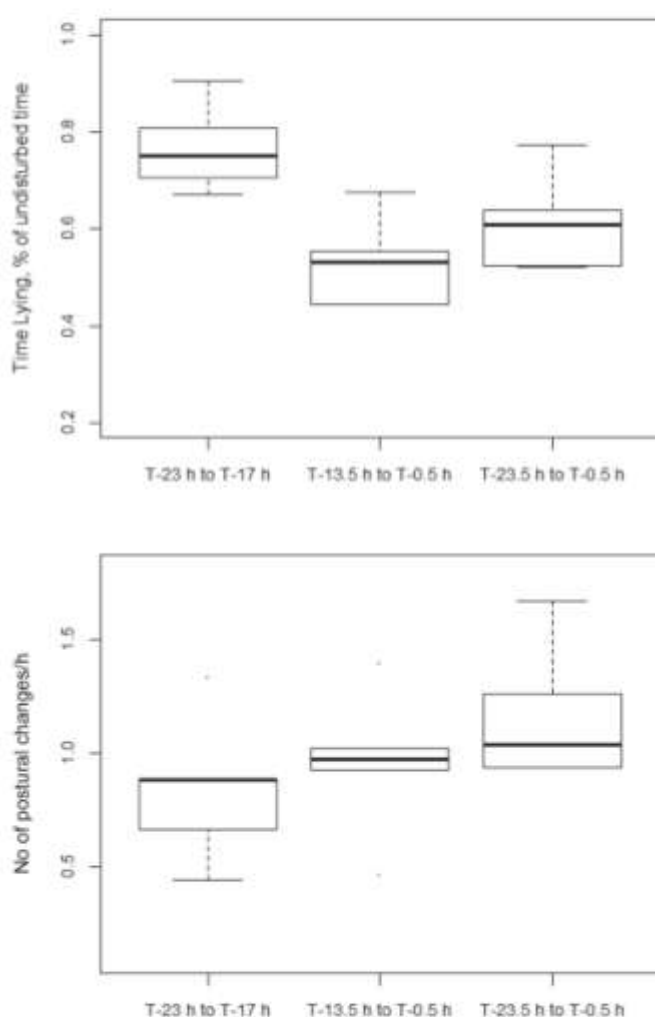 Time Lying, % of undisturbed time
1.0
0.8
0.6
0.4
0.2
T-23 h to T-17 h
T-13.5 h to T-0.5 h
T-23.5 h to T-0.5 h
No of postural changes/h
1.5
1.0
0.5
T-23 h to T-17 h
T-13.5 h to T-0.5 h
T-23.5 h to T-0.5 h